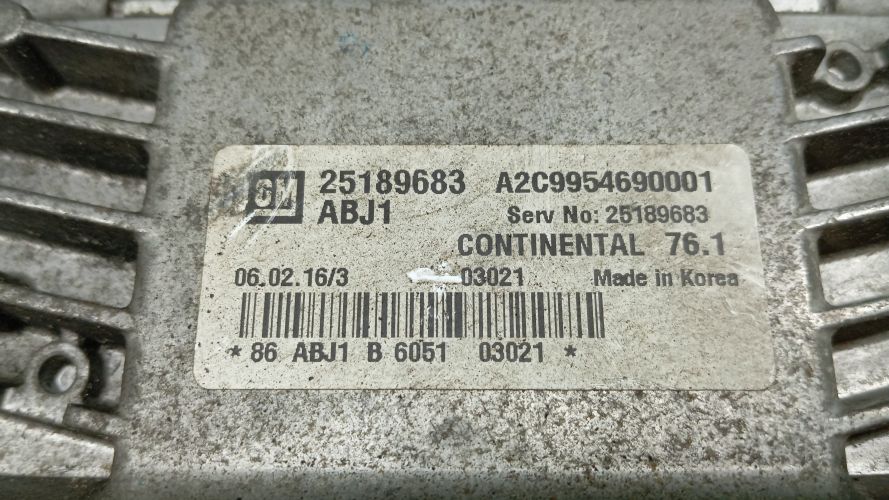 GM 25189683 A2C9954690001
ABJ1 Serv No: 25189683
CONTINENTAL 76.1
06.02.16/3 03021 Made in Korea
* 86 ABJ1 B 6051 03021 *